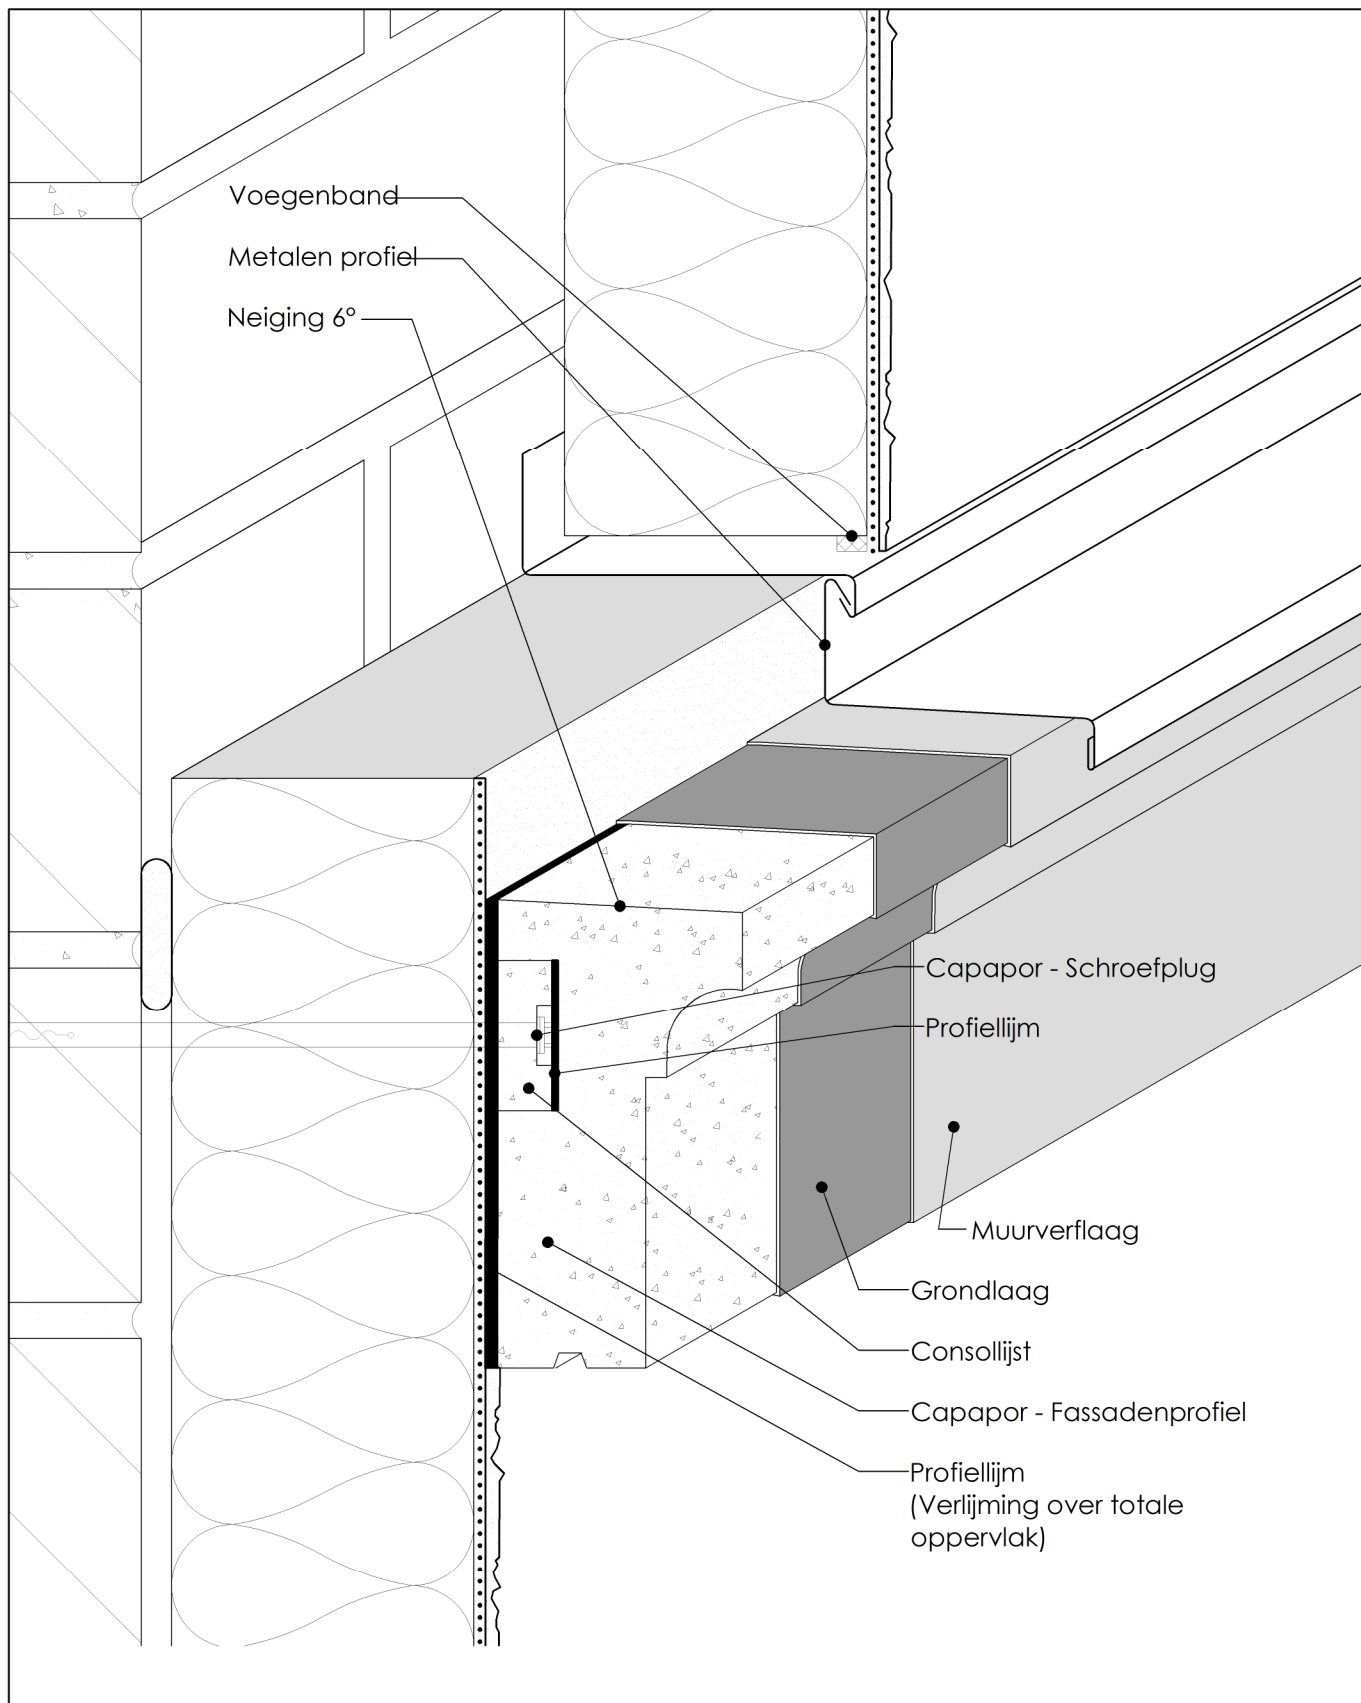 Voegenband
Metalen profiel
Neiging 6°
Capapor - Schroefplug
Profiellijm
Muurverflaag
Grondlaag
Consollijst
Capapor - Fassadenprofiel
Profiellijm
(Verlijming over totale
oppervlak)